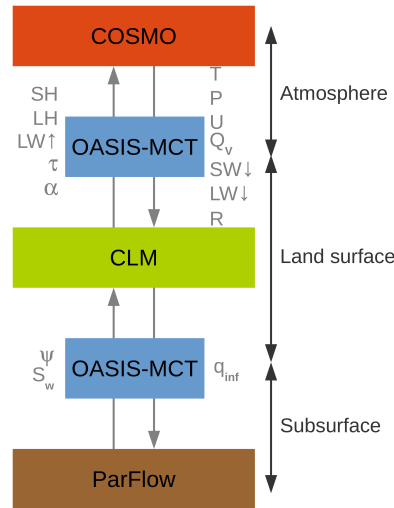 COSMO
SH
LH
LW↑
τ
α
OASIS-MCT
T
P
U
Qv
SW↓
LW↓
R
Atmosphere
CLM
Land surface
ψ
Sw
OASIS-MCT
qinf
Subsurface
ParFlow